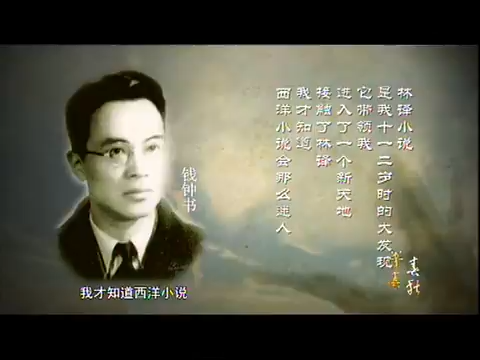 林译小说
是我十一二岁时的大发现
它带领我
进入了一个新天地
接触了林译
我才知道
西洋小说会那么迷人
钱钟书
我才知道西洋小说